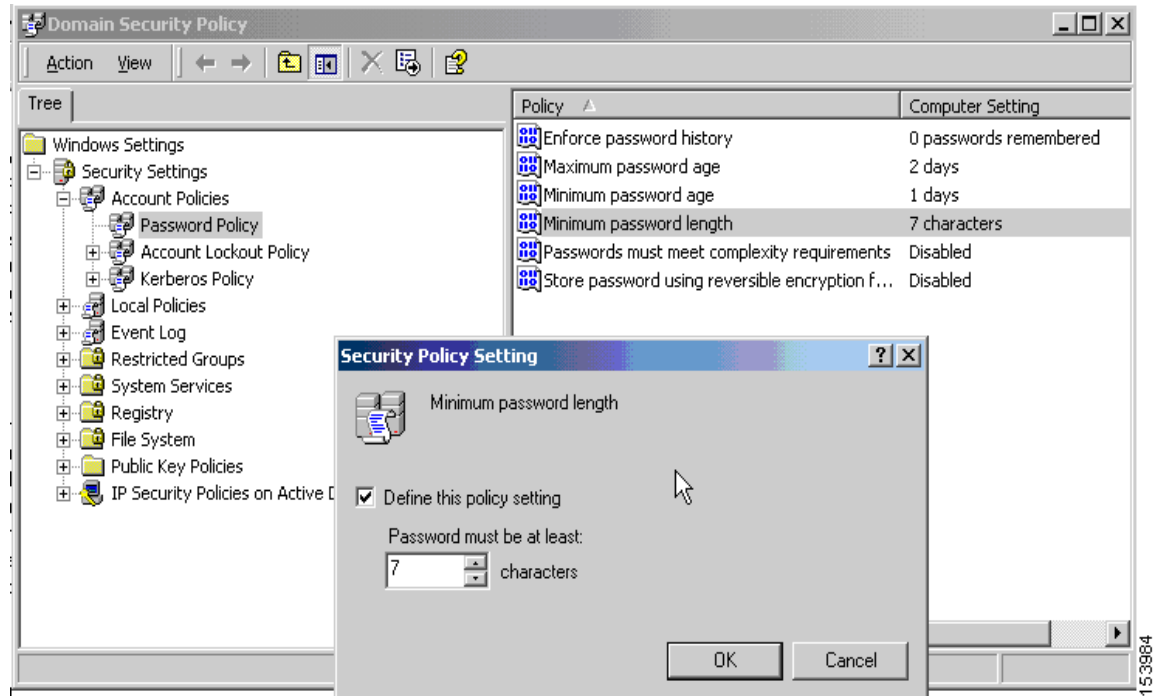 Domain Security Policy
Action View
Tree
Windows Settings
Security Settings
Account Policies
Password Policy
Account Lockout Policy
Kerberos Policy
Local Policies
Event Log
Restricted Groups
System Services
Registry
File System
Public Key Policies
IP Security Policies on Active D
Policy Computer Setting
Enforce password history 0 passwords remembered
Maximum password age 2 days
Minimum password age 1 days
Minimum password length 7 characters
Passwords must meet complexity requirements Disabled
Store password using reversible encryption f... Disabled
Security Policy Setting
Minimum password length
Define this policy setting
Password must be at least:
7 characters
OK Cancel
153984